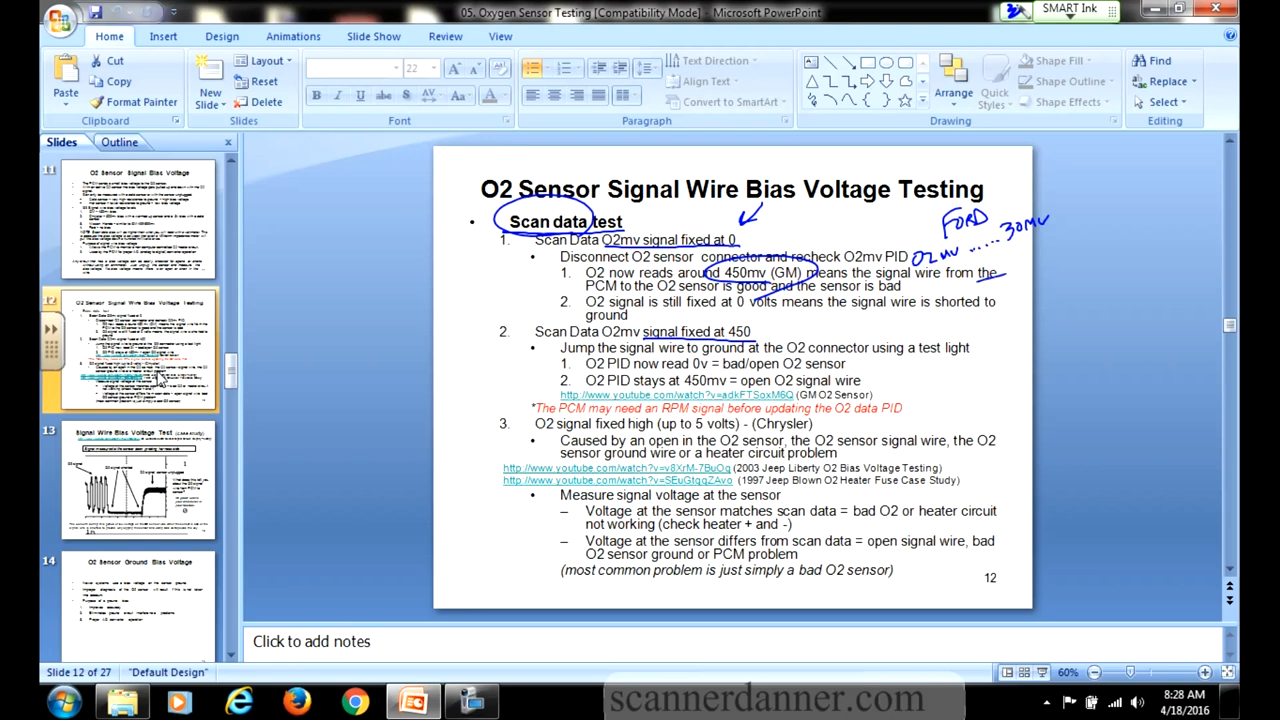 05. Oxygen Sensor Testing [Compatibility Mode] - Microsoft PowerPoint
SMART Ink
Home Insert Design Slide Show Animations Review View
Cut
Copy
Format Painter
Paste
Clipboard
New Slide
Layout
Reset
Delete
Slides
22
Font
Text Direction
Align Text
Convert to SmartArt
Paragraph
Arrange
Quick Styles
Shape Fill
Shape Outline
Shape Effects
Drawing
Find
Replace
Select
Editing
Slides Outline
11
O2 Sensor Signal Bias Voltage
12
O2 Sensor Signal Wire Bias Voltage Testing
13
Signal Wire Bias Voltage Test (case study)
14
O2 Sensor Ground Bias Voltage
O2 Sensor Signal Wire Bias Voltage Testing
• Scan data test
FORD
O2mv ..... 30mv
1. Scan Data O2mv signal fixed at 0
• Disconnect O2 sensor connector and recheck O2mv PID
1. O2 now reads around 450mv (GM) means the signal wire from the
PCM to the O2 sensor is good and the sensor is bad
2. O2 signal is still fixed at 0 volts means the signal wire is shorted to
ground
2. Scan Data O2mv signal fixed at 450
• Jump the signal wire to ground at the O2 connector using a test light
1. O2 PID now read 0v = bad/open O2 sensor
2. O2 PID stays at 450mv = open O2 signal wire
http://www.youtube.com/watch?v=adkFTSoxM6Q (GM O2 Sensor)
*The PCM may need an RPM signal before updating the O2 data PID
3. O2 signal fixed high (up to 5 volts) - (Chrysler)
• Caused by an open in the O2 sensor, the O2 sensor signal wire, the O2
sensor ground wire or a heater circuit problem
http://www.youtube.com/watch?v=v8XrM-7BuOg (2003 Jeep Liberty O2 Bias Voltage Testing)
http://www.youtube.com/watch?v=SEuGtqqZAvo (1997 Jeep Blown O2 Heater Fuse Case Study)
• Measure signal voltage at the sensor
– Voltage at the sensor matches scan data = bad O2 or heater circuit
not working (check heater + and -)
– Voltage at the sensor differs from scan data = open signal wire, bad
O2 sensor ground or PCM problem
(most common problem is just simply a bad O2 sensor)
12
Click to add notes
Slide 12 of 27 "Default Design" 60%
scannerdanner.com
8:28 AM
4/18/2016